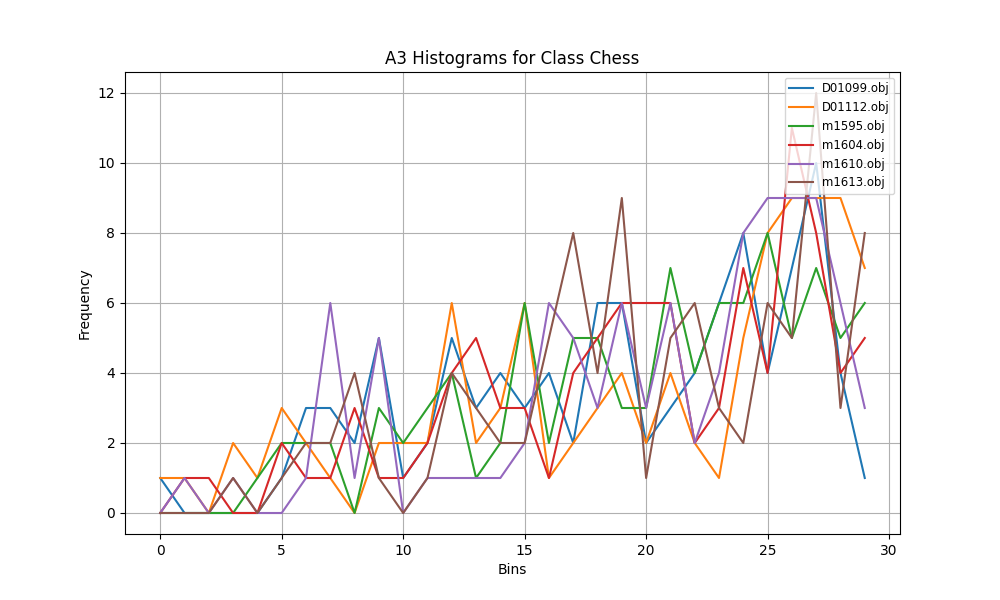 A3 Histograms for Class Chess
12
10
8
6
4
2
0
Frequency
D01099.obj
D01112.obj
m1595.obj
m1604.obj
m1610.obj
m1613.obj
0 5 10 15 20 25 30
Bins